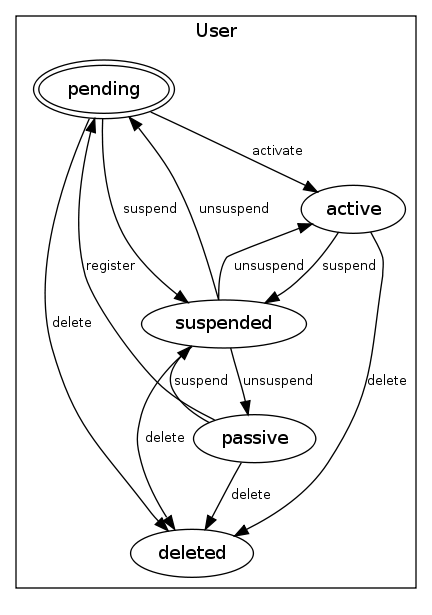 User
pending
activate
active
suspend
unsuspend
register
unsuspend
suspend
suspended
delete
suspend
unsuspend
delete
passive
delete
delete
deleted